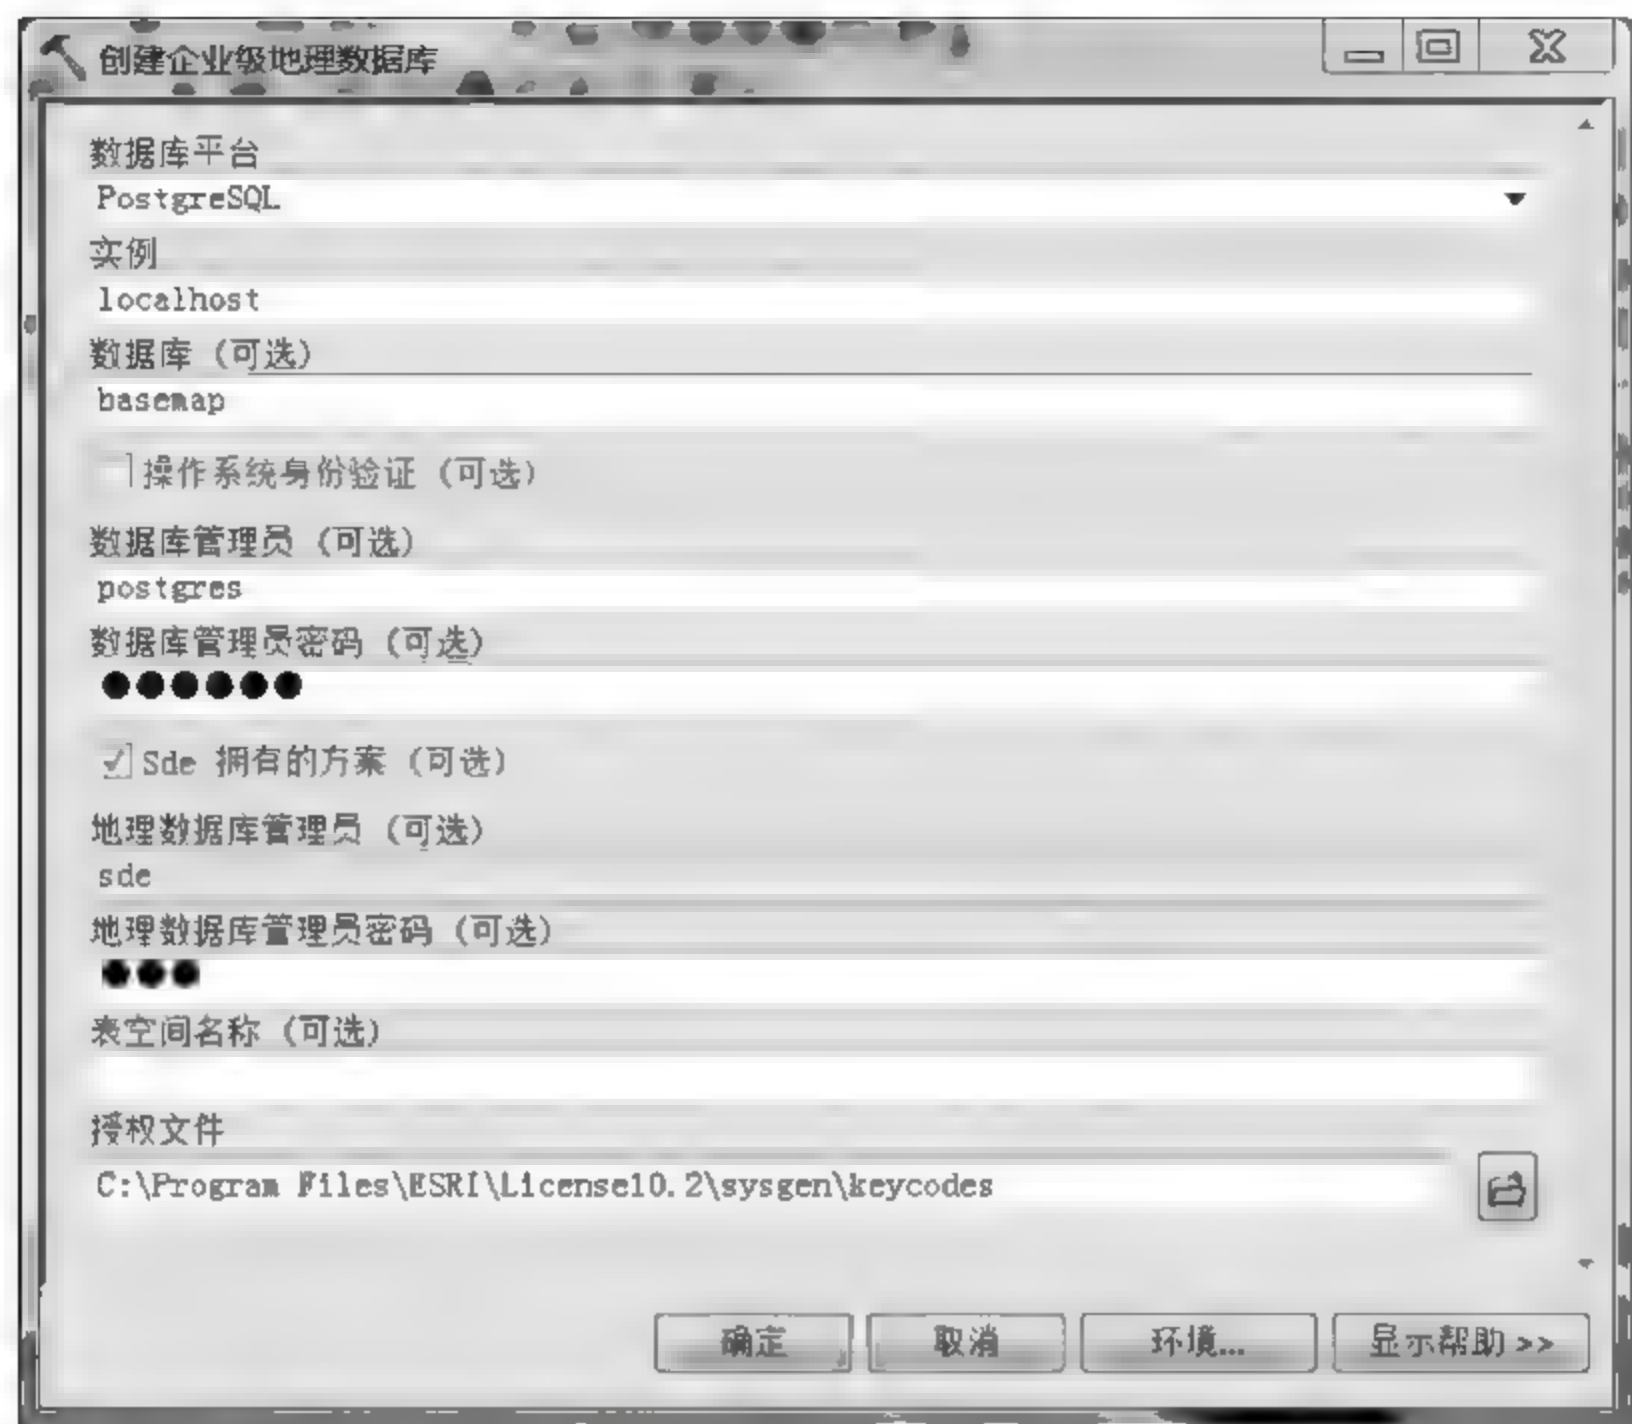 创建企业级地理数据库
数据库平台
PostgreSQL
实例
localhost
数据库 (可选)
basemap
操作系统身份验证 (可选)
数据库管理员 (可选)
postgres
数据库管理员密码 (可选)
●●●●●●
Sde 拥有的方案 (可选)
地理数据库管理员 (可选)
sde
地理数据库管理员密码 (可选)
●●●
表空间名称 (可选)
授权文件
C:\Program Files\ESRI\License10.2\sysgen\keycodes
确定 取消 环境... 显示帮助 >>